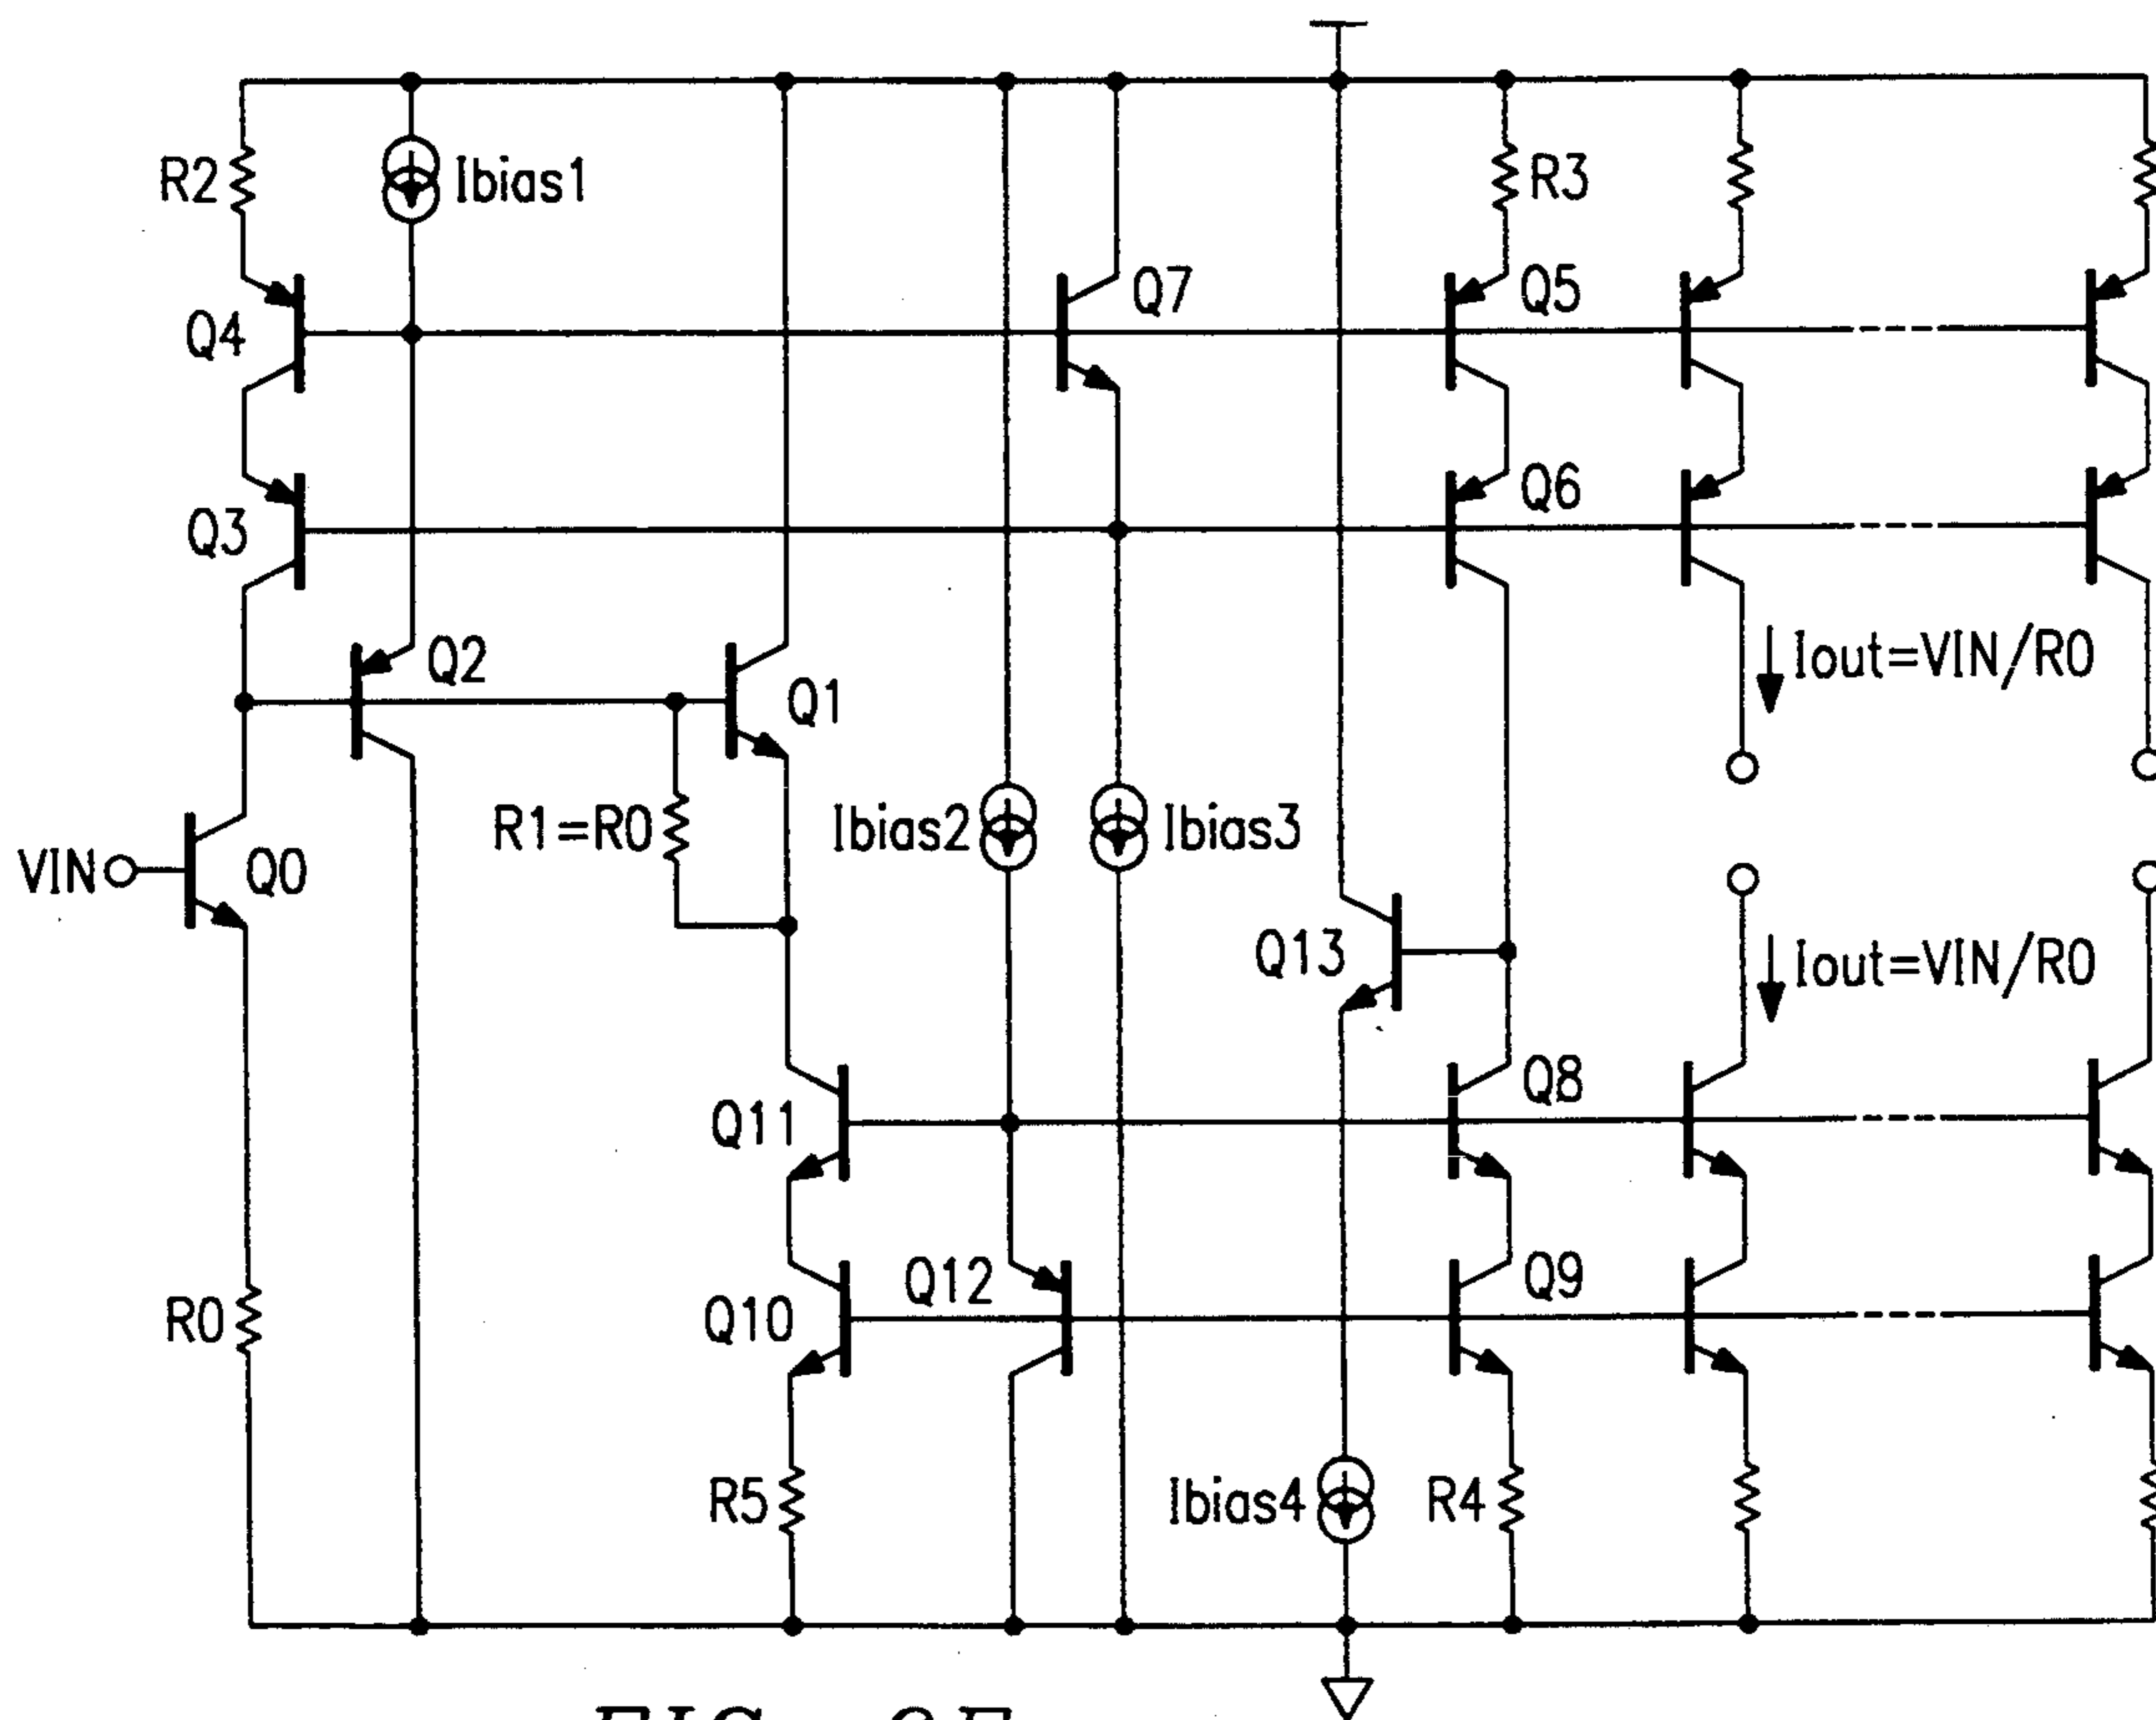 R2
Ibias1
R3
Q4
Q7
Q5
Q3
Q6
Q2
Q1
Iout=VIN/R0
R1=R0
Ibias2
Ibias3
VIN
Q0
Q13
Iout=VIN/R0
Q11
Q8
Q12
Q9
Q10
R0
R5
Ibias4
R4